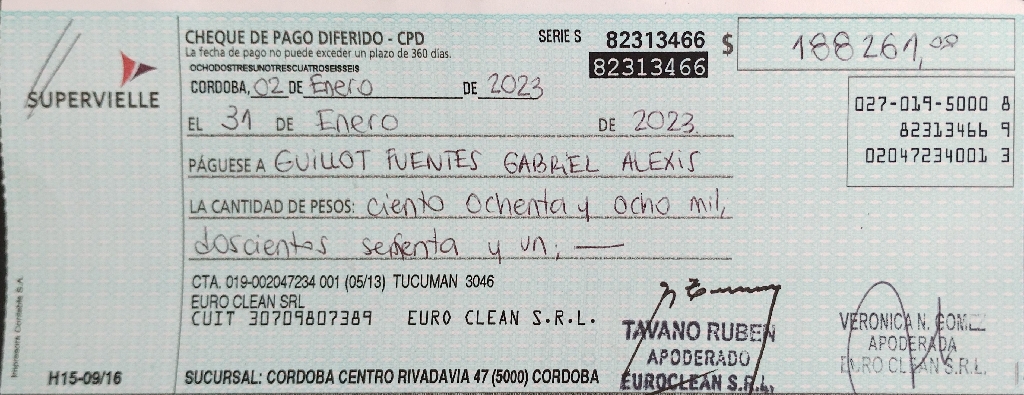 SUPERVIELLE
CHEQUE DE PAGO DIFERIDO - CPD
La fecha de pago no puede exceder un plazo de 360 días.
OCHODOSTRESUNOTRESCUATROSEISSEIS
SERIE S 82313466
82313466
$ 188261,00
CORDOBA, 02 DE Enero DE 2023
027-019-5000 8
82313466 9
02047234001 3
EL 31 DE Enero DE 2023
PÁGUESE A GUILLOT FUENTES GABRIEL ALEXIS
LA CANTIDAD DE PESOS: ciento ochenta y ocho mil,
doscientos sesenta y un; —
CTA. 019-002047234 001 (05/13) TUCUMAN 3046
EURO CLEAN SRL
CUIT 30709807389 EURO CLEAN S.R.L.
TAVANO RUBEN
APODERADO
EUROCLEAN S.R.L.
VERONICA N. GOMEZ
APODERADA
EURO CLEAN S.R.L.
Impresores Contable S.A
H15-09/16
SUCURSAL: CORDOBA CENTRO RIVADAVIA 47 (5000) CORDOBA